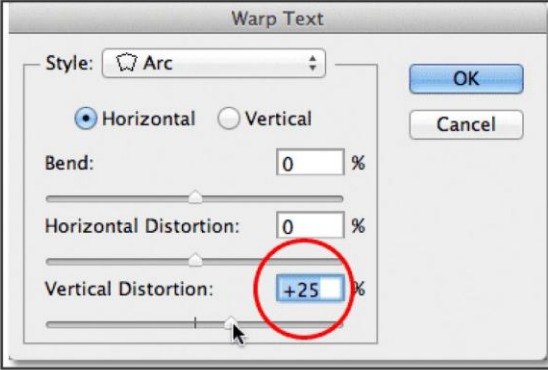 Warp Text
Style: Arc
OK
Horizontal Vertical
Cancel
Bend: 0 %
Horizontal Distortion: 0 %
Vertical Distortion: +25 %